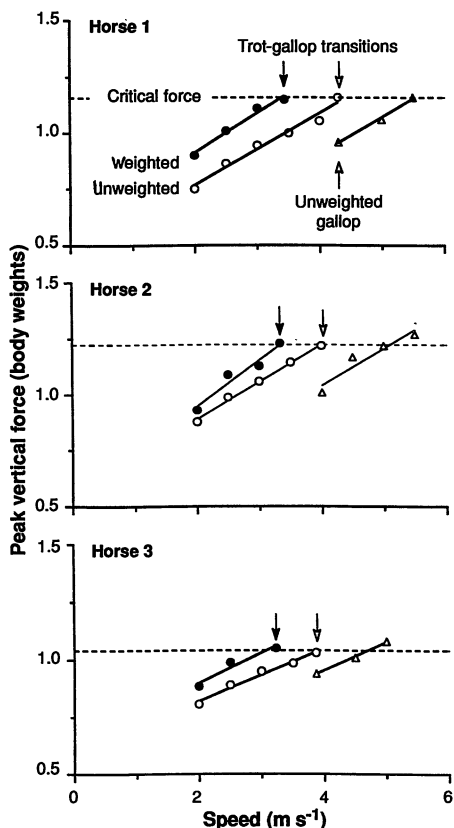 Peak vertical force (body weights)
1.5
Horse 1
Trot-gallop transitions
Critical force
1.0
Weighted
Unweighted
Unweighted
gallop
0.5
1.5
Horse 2
1.0
0.5
1.5
Horse 3
1.0
0.5
0
2
4
6
Speed (m s⁻¹)